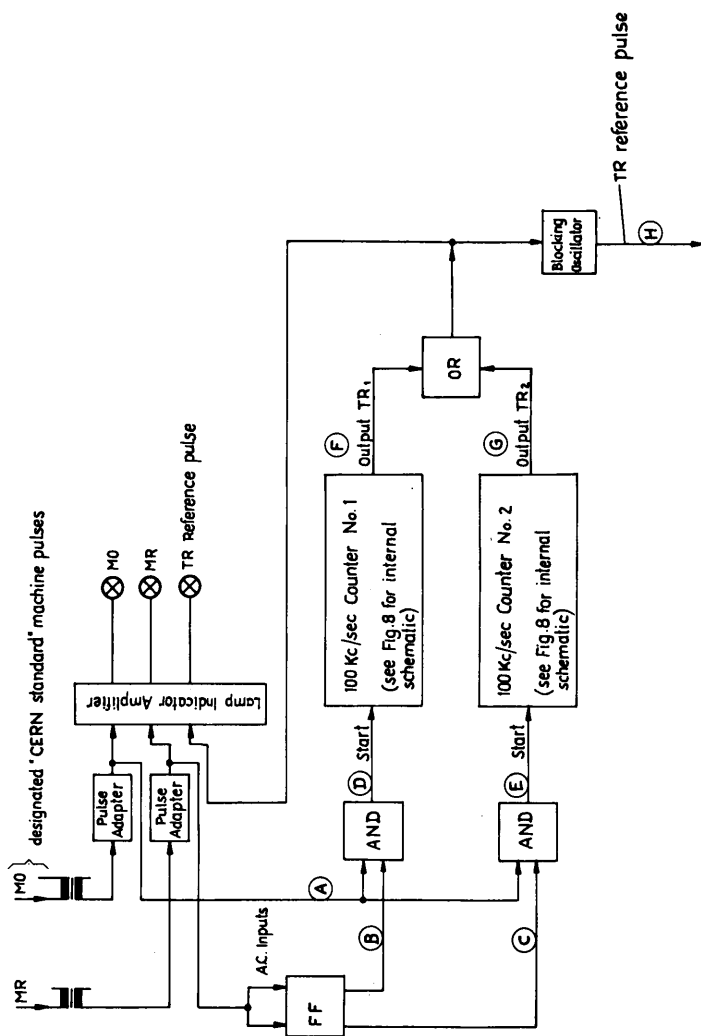 MR
MO
designated "CERN standard" machine pulses
Pulse
Adapter
Pulse
Adapter
Lamp Indicator Amplifier
MO
MR
TR Reference pulse
A.C. Inputs
FF
A
B
C
AND
AND
D
Start
E
Start
100 Kc/sec Counter No. 1
(see Fig. 8 for internal
schematic)
100 Kc/sec Counter No. 2
(see Fig. 8 for internal
schematic)
F
Output TR1
G
Output TR2
OR
Blocking
Oscillator
TR reference pulse
H